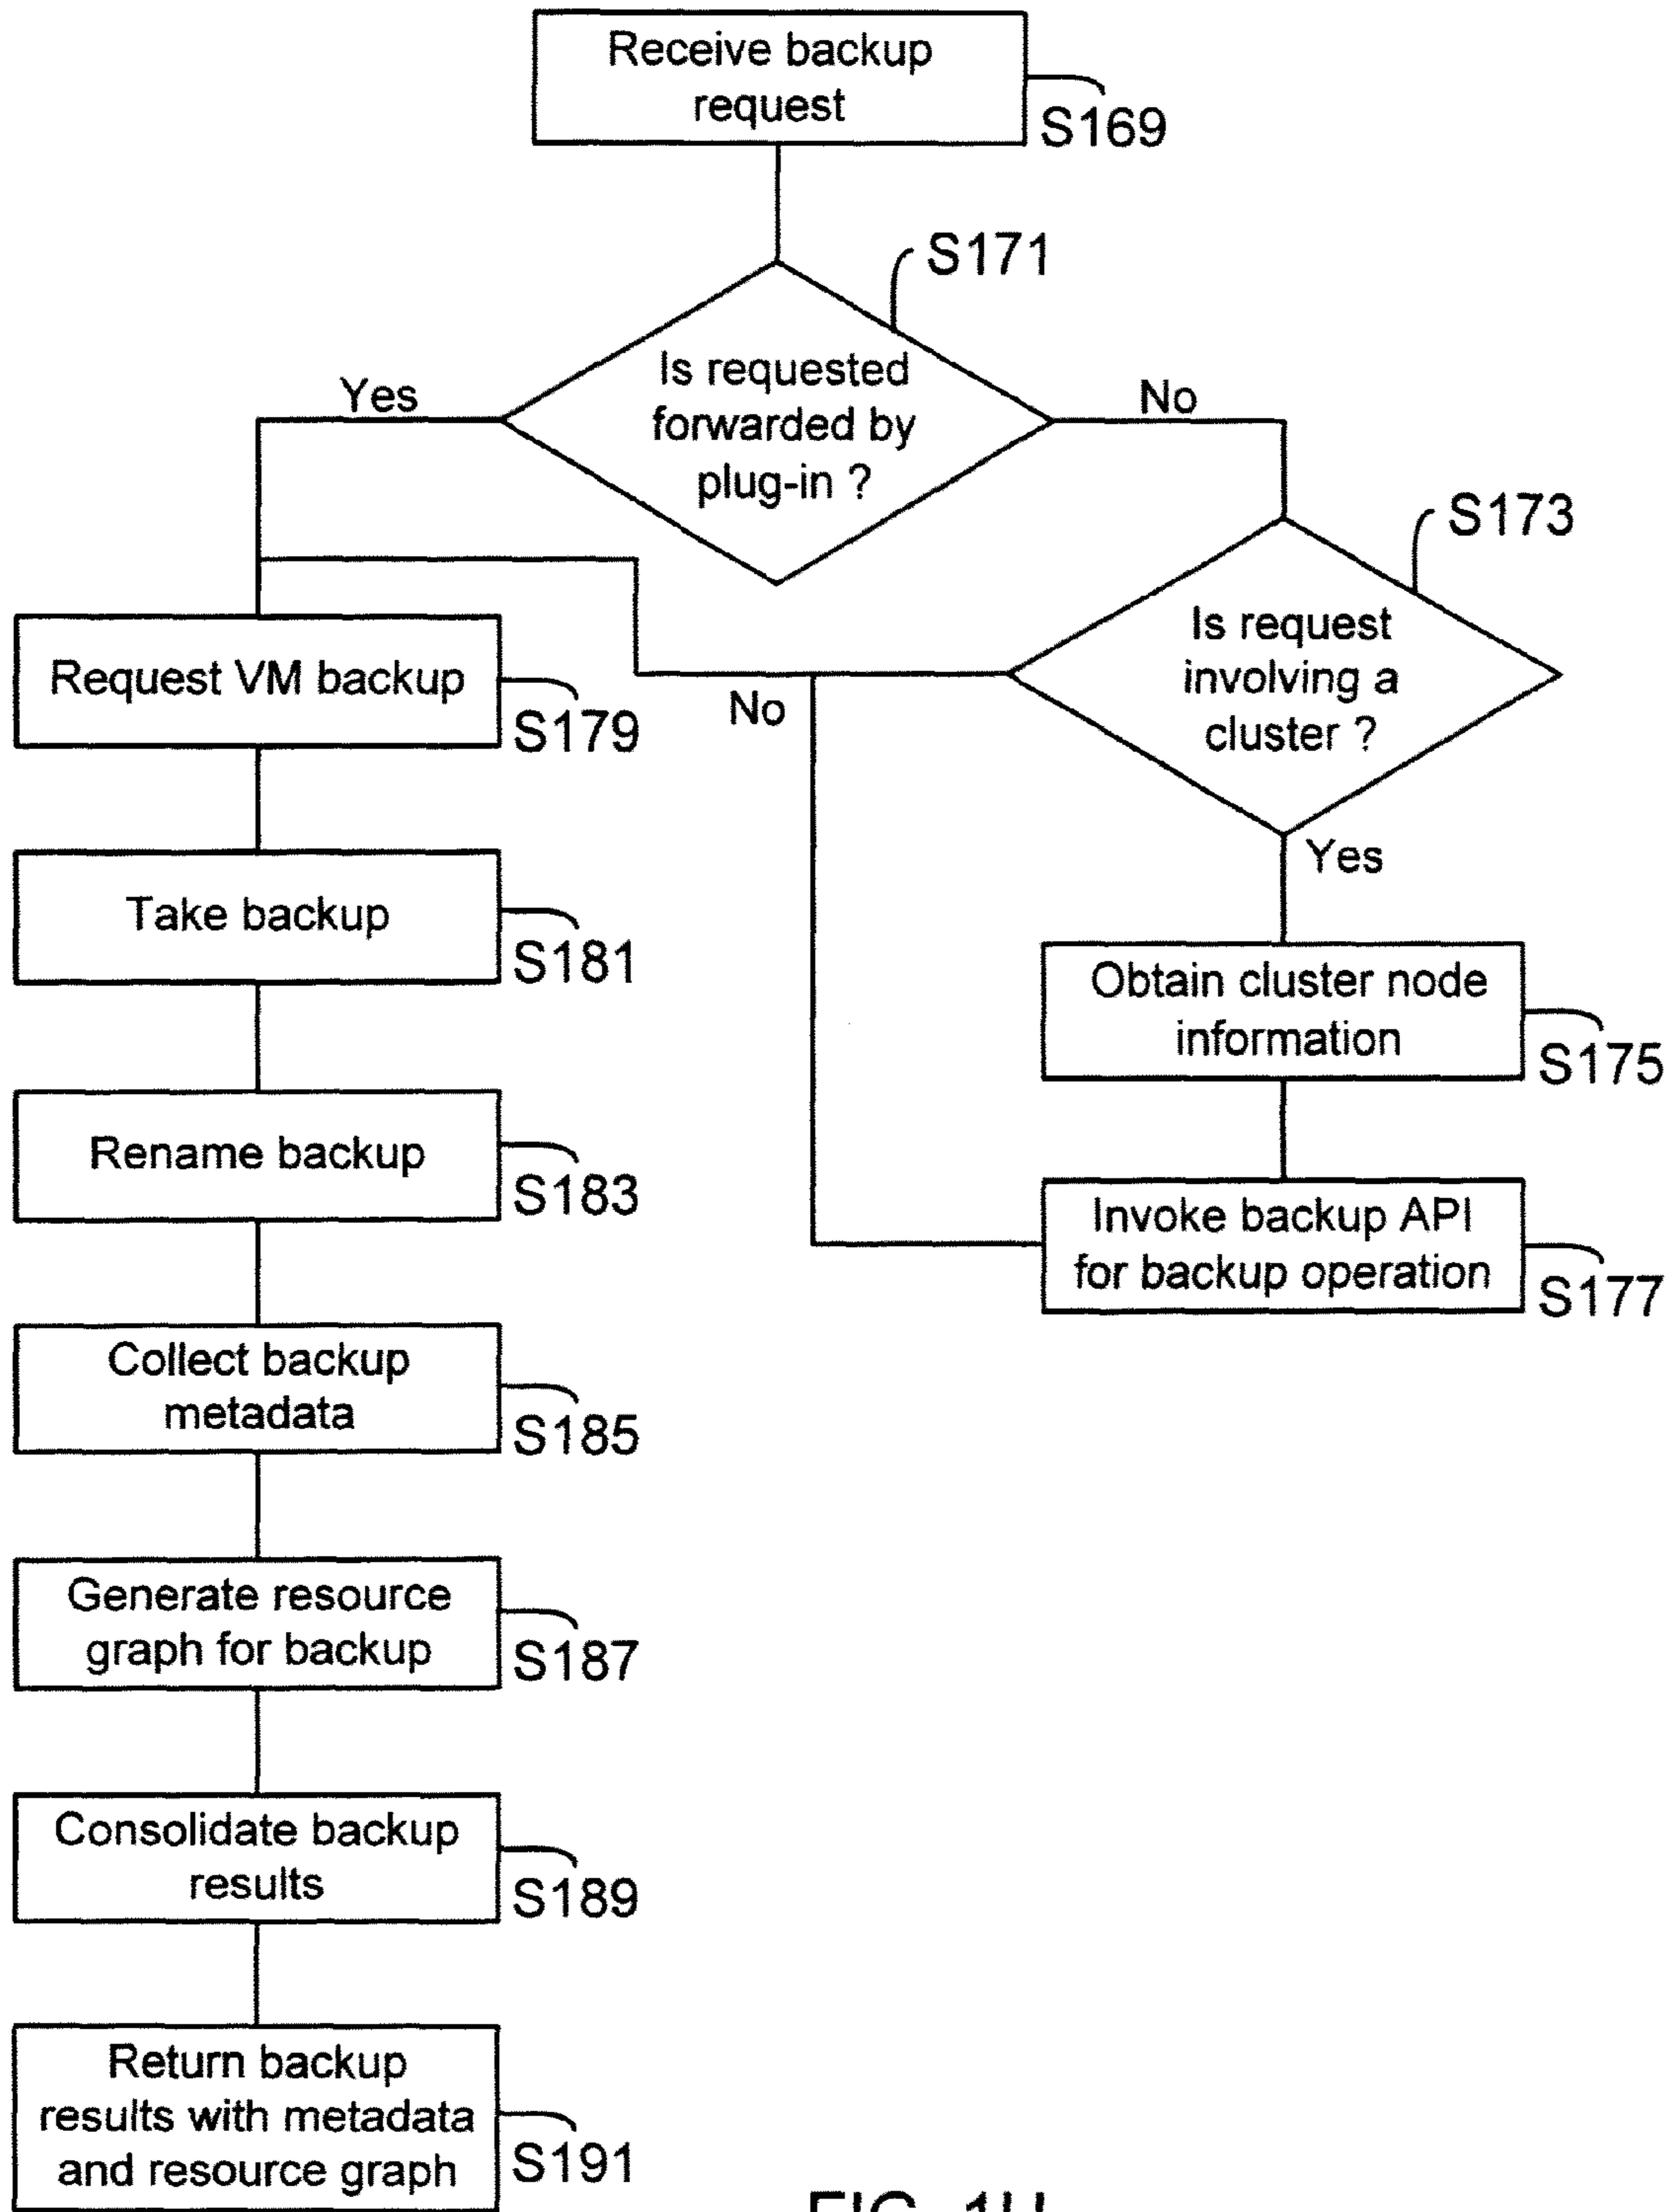 Receive backup
request
S169
S171
Is requested
forwarded by
plug-in ?
Yes
No
S173
Is request
involving a
cluster ?
No
Yes
Request VM backup
S179
Take backup
S181
Obtain cluster node
information
S175
Rename backup
S183
Invoke backup API
for backup operation
S177
Collect backup
metadata
S185
Generate resource
graph for backup
S187
Consolidate backup
results
S189
Return backup
results with metadata
and resource graph
S191